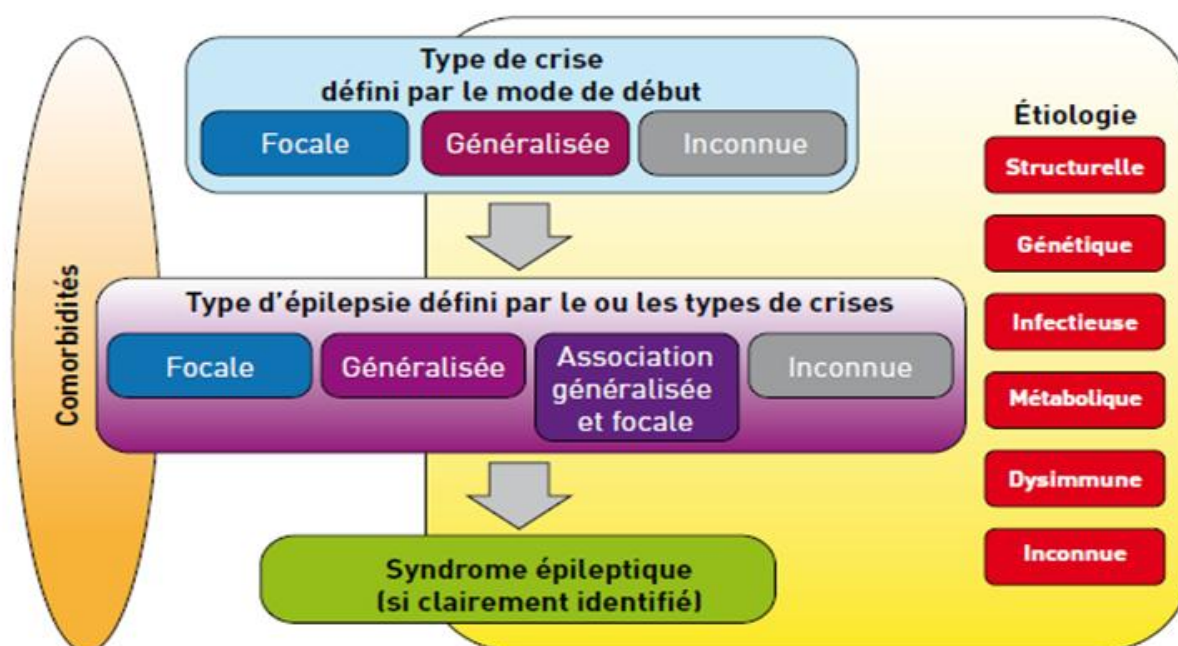 Type de crise
défini par le mode de début
Focale
Généralisée
Inconnue
Comorbidités
Type d'épilepsie défini par le ou les types de crises
Focale
Généralisée
Association
généralisée
et focale
Inconnue
Syndrome épileptique
(si clairement identifié)
Étiologie
Structurelle
Génétique
Infectieuse
Métabolique
Dysimmune
Inconnue